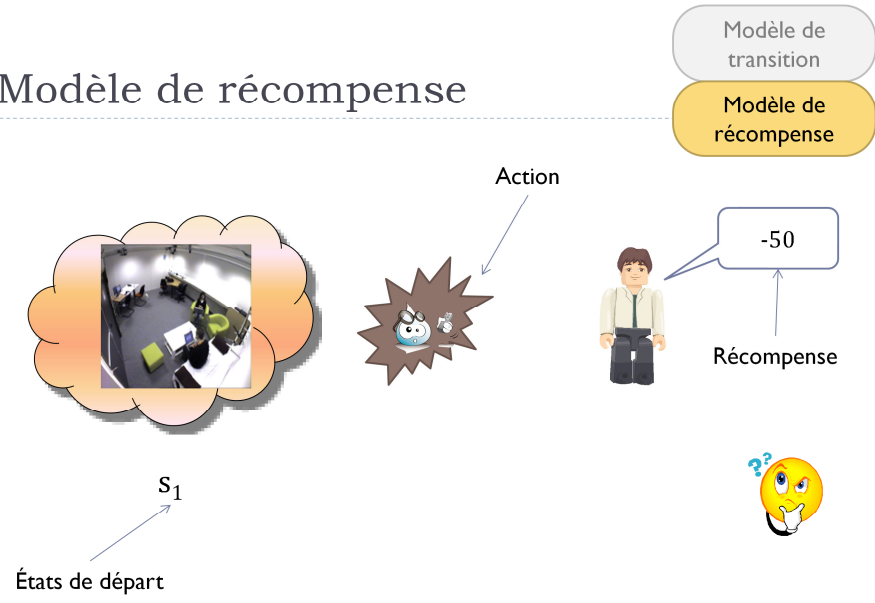 Modèle de
transition
Modèle de récompense
Modèle de
récompense
Action
-50
Récompense
??
s1
États de départ